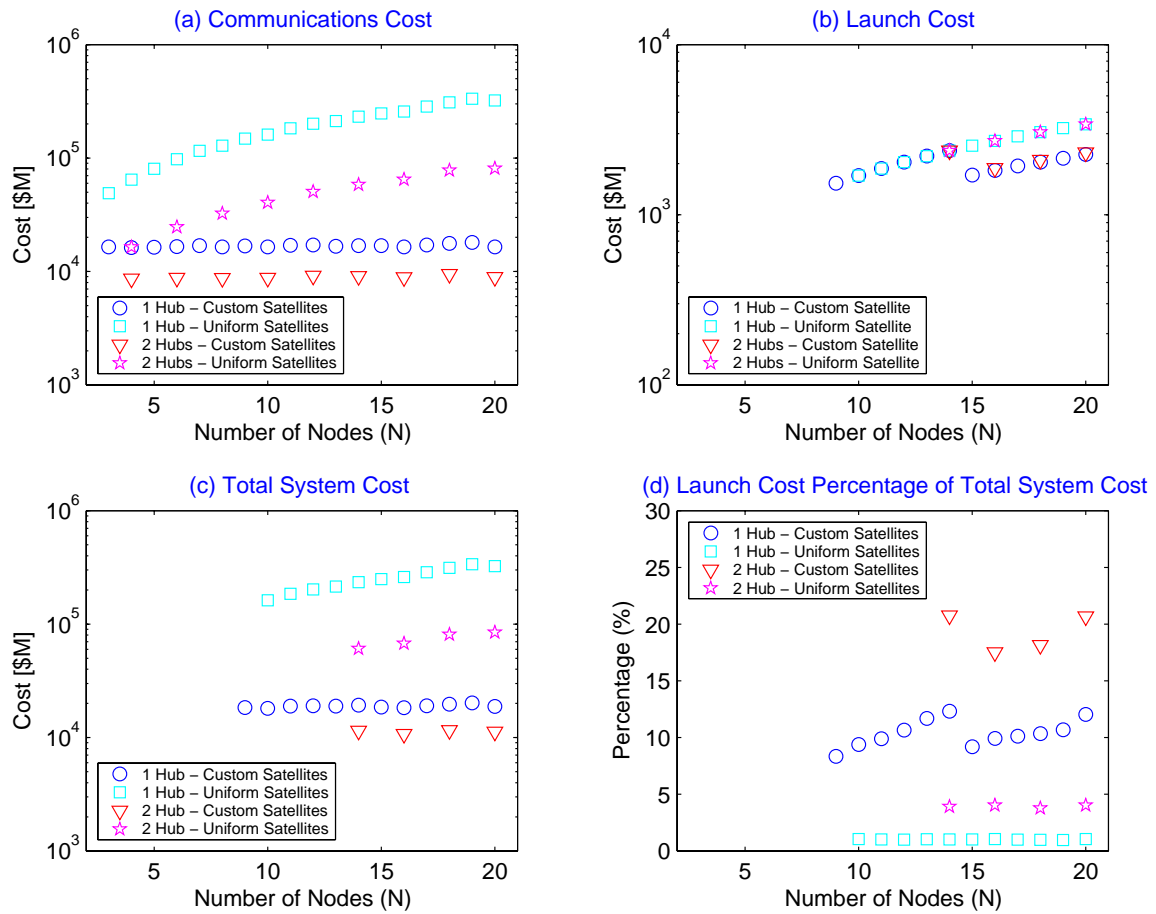 (a) Communications Cost
10^6
10^5
10^4
10^3
Cost [$M]
1 Hub – Custom Satellites
1 Hub – Uniform Satellites
2 Hubs – Custom Satellites
2 Hubs – Uniform Satellites
5 10 15 20
Number of Nodes (N)
(b) Launch Cost
10^4
10^3
10^2
Cost [$M]
1 Hub – Custom Satellite
1 Hub – Uniform Satellite
2 Hubs – Custom Satellite
2 Hubs – Uniform Satellite
5 10 15 20
Number of Nodes (N)
(c) Total System Cost
10^6
10^5
10^4
10^3
Cost [$M]
1 Hub – Custom Satellites
1 Hub – Uniform Satellites
2 Hub – Custom Satellites
2 Hub – Uniform Satellites
5 10 15 20
Number of Nodes (N)
(d) Launch Cost Percentage of Total System Cost
30
25
20
15
10
5
0
Percentage (%)
1 Hub – Custom Satellites
1 Hub – Uniform Satellites
2 Hub – Custom Satellites
2 Hub – Uniform Satellites
5 10 15 20
Number of Nodes (N)